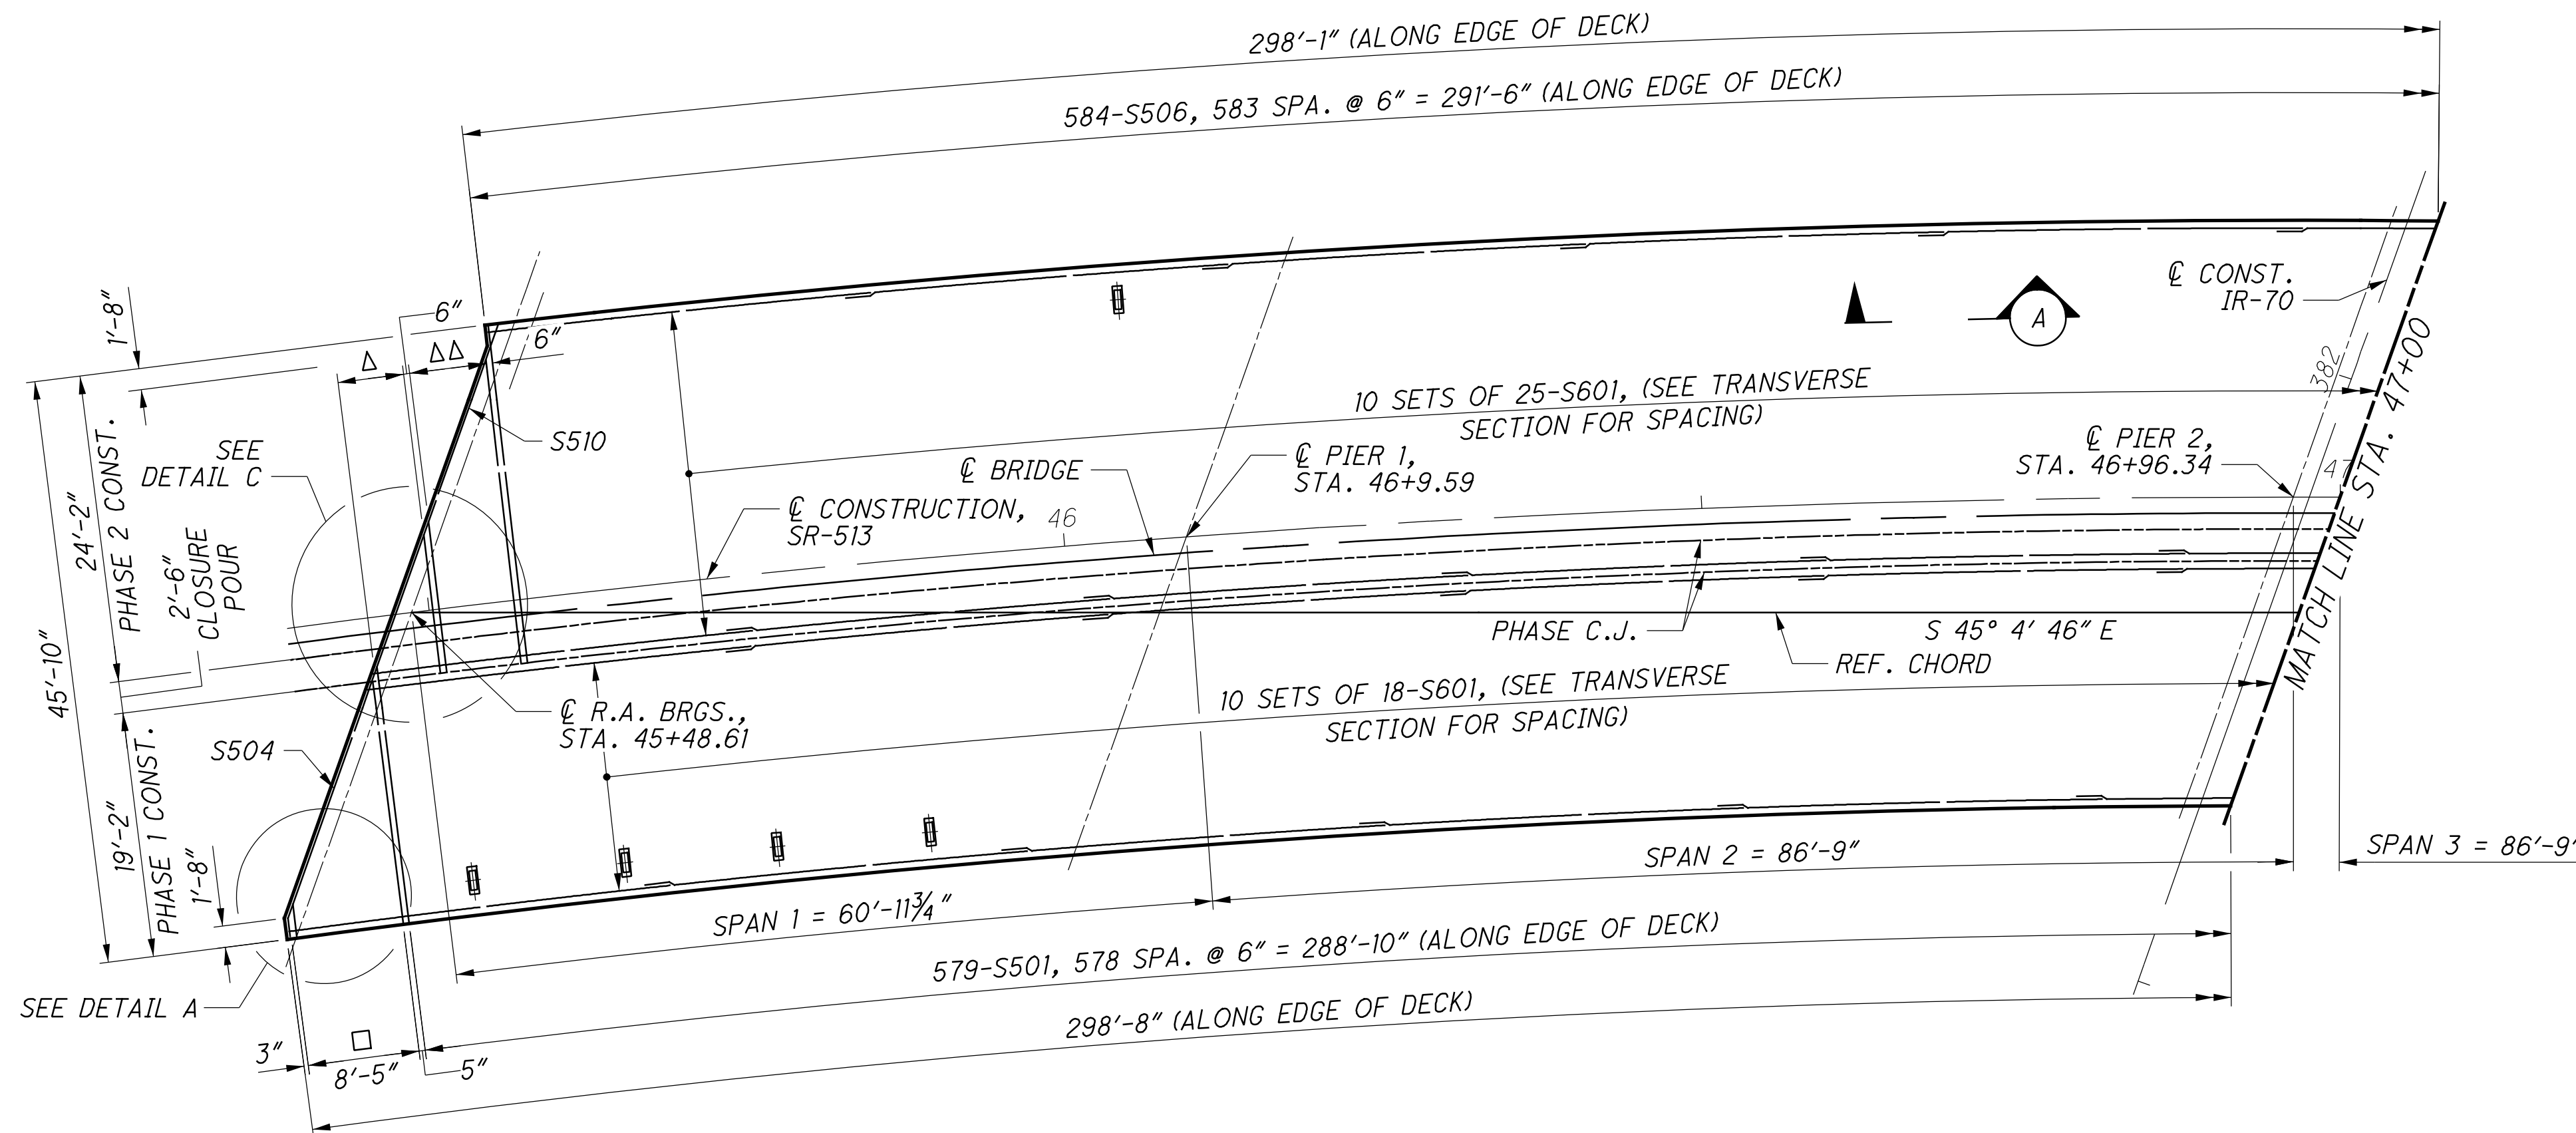 298'-1" (ALONG EDGE OF DECK)
584-S506, 583 SPA. @ 6" = 291'-6" (ALONG EDGE OF DECK)
℄ CONST.
IR-70
A
1'-8"
6"
6"
Δ
ΔΔ
382
MATCH LINE STA. 47+00
10 SETS OF 25-S601, (SEE TRANSVERSE
SECTION FOR SPACING)
S510
SEE
DETAIL C
℄ BRIDGE
℄ PIER 1,
STA. 46+9.59
℄ PIER 2,
STA. 46+96.34
47
℄ CONSTRUCTION,
SR-513
46
45'-10"
24'-2"
PHASE 2 CONST.
2'-6"
CLOSURE
POUR
PHASE C.J.
S 45° 4' 46" E
REF. CHORD
10 SETS OF 18-S601, (SEE TRANSVERSE
SECTION FOR SPACING)
℄ R.A. BRGS.,
STA. 45+48.61
S504
19'-2"
PHASE 1 CONST.
1'-8"
SPAN 1 = 60'-11¾"
SPAN 2 = 86'-9"
SPAN 3 = 86'-9"
579-S501, 578 SPA. @ 6" = 288'-10" (ALONG EDGE OF DECK)
298'-8" (ALONG EDGE OF DECK)
SEE DETAIL A
3"
□
8'-5"
5"